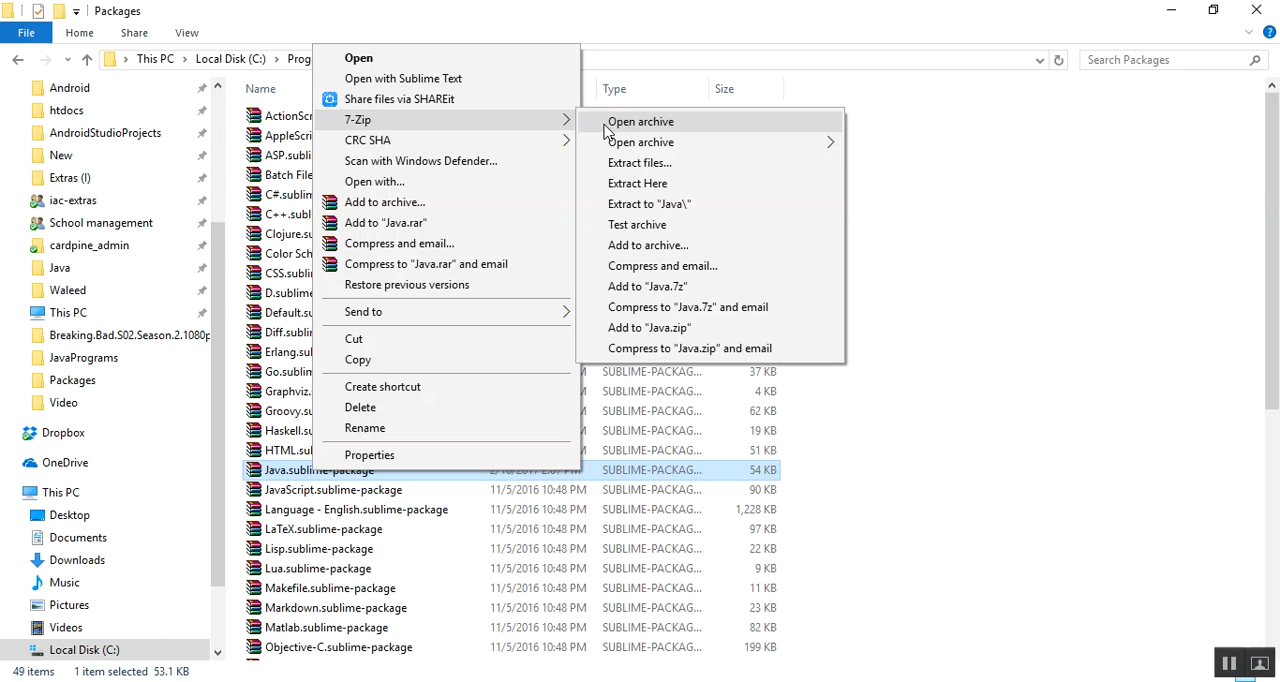 Packages
File Home Share View
This PC Local Disk (C:) Prog
Search Packages
Android
htdocs
AndroidStudioProjects
New
Extras (I)
iac-extras
School management
cardpine_admin
Java
Waleed
This PC
Breaking.Bad.S02.Season.2.1080p
JavaPrograms
Packages
Video
Dropbox
OneDrive
This PC
Desktop
Documents
Downloads
Music
Pictures
Videos
Local Disk (C:)
Name Type Size
ActionScr
AppleScri
ASP.subli
Batch File
C#.sublin
C++.subl
Clojure.su
Color Sch
CSS.subli
D.sublime
Default.su
Diff.subli
Erlang.su
Go.sublim SUBLIME-PACKAG... 37 KB
Graphviz. SUBLIME-PACKAG... 4 KB
Groovy.su SUBLIME-PACKAG... 62 KB
Haskell.su SUBLIME-PACKAG... 19 KB
HTML.sul SUBLIME-PACKAG... 51 KB
Java.sublime-package SUBLIME-PACKAG... 54 KB
JavaScript.sublime-package 11/5/2016 10:48 PM SUBLIME-PACKAG... 90 KB
Language - English.sublime-package 11/5/2016 10:48 PM SUBLIME-PACKAG... 1,228 KB
LaTeX.sublime-package 11/5/2016 10:48 PM SUBLIME-PACKAG... 97 KB
Lisp.sublime-package 11/5/2016 10:48 PM SUBLIME-PACKAG... 22 KB
Lua.sublime-package 11/5/2016 10:48 PM SUBLIME-PACKAG... 9 KB
Makefile.sublime-package 11/5/2016 10:48 PM SUBLIME-PACKAG... 11 KB
Markdown.sublime-package 11/5/2016 10:48 PM SUBLIME-PACKAG... 23 KB
Matlab.sublime-package 11/5/2016 10:48 PM SUBLIME-PACKAG... 82 KB
Objective-C.sublime-package 11/5/2016 10:48 PM SUBLIME-PACKAG... 199 KB
Open
Open with Sublime Text
Share files via SHAREit
7-Zip
CRC SHA
Scan with Windows Defender...
Open with...
Add to archive...
Add to "Java.rar"
Compress and email...
Compress to "Java.rar" and email
Restore previous versions
Send to
Cut
Copy
Create shortcut
Delete
Rename
Properties
Open archive
Open archive
Extract files...
Extract Here
Extract to "Java\"
Test archive
Add to archive...
Compress and email...
Add to "Java.7z"
Compress to "Java.7z" and email
Add to "Java.zip"
Compress to "Java.zip" and email
49 items 1 item selected 53.1 KB